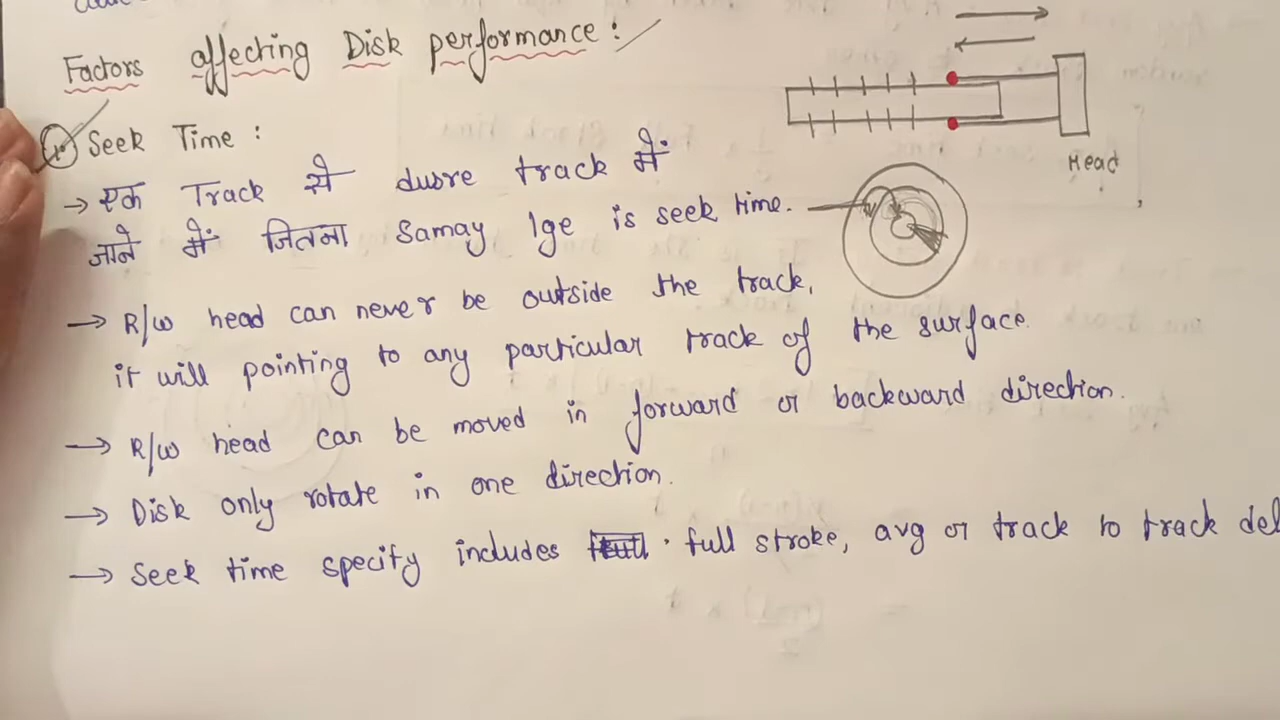 Factors affecting Disk performance :
1. Seek Time :
→ एक Track से dusre track में
जाने में जितना samay lge is seek time.
→ R/W head can never be outside the track,
it will pointing to any particular track of the surface.
→ R/W head can be moved in forward or backward direction.
→ Disk only rotate in one direction.
→ Seek time specify includes full stroke, avg or track to track del
Head